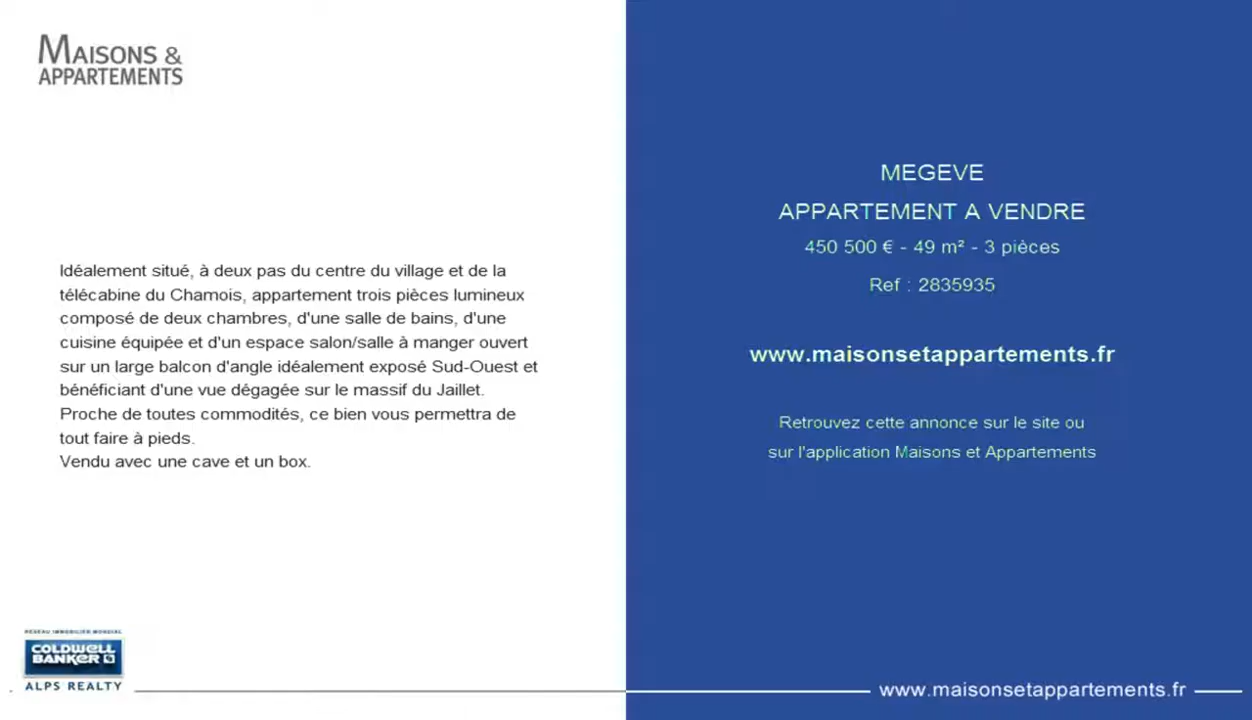 MAISONS &
APPARTEMENTS
Idéalement situé, à deux pas du centre du village et de la
télécabine du Chamois, appartement trois pièces lumineux
composé de deux chambres, d'une salle de bains, d'une
cuisine équipée et d'un espace salon/salle à manger ouvert
sur un large balcon d'angle idéalement exposé Sud-Ouest et
bénéficiant d'une vue dégagée sur le massif du Jaillet.
Proche de toutes commodités, ce bien vous permettra de
tout faire à pieds.
Vendu avec une cave et un box.
RÉSEAU IMMOBILIER MONDIAL
COLDWELL
BANKER
ALPS REALTY
MEGEVE
APPARTEMENT A VENDRE
450 500 € - 49 m² - 3 pièces
Ref : 2835935
www.maisonsetappartements.fr
Retrouvez cette annonce sur le site ou
sur l'application Maisons et Appartements
www.maisonsetappartements.fr